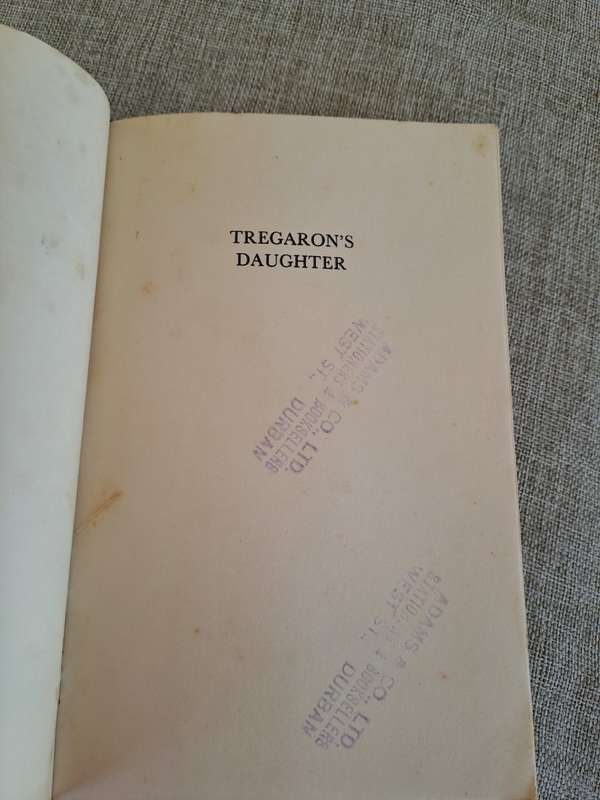 TREGARON'S
DAUGHTER
ADAMS & CO., LTD.
STATIONERS & BOOKSELLERS
WEST ST., DURBAN
ADAMS & CO., LTD.
STATIONERS & BOOKSELLERS
WEST ST., DURBAN